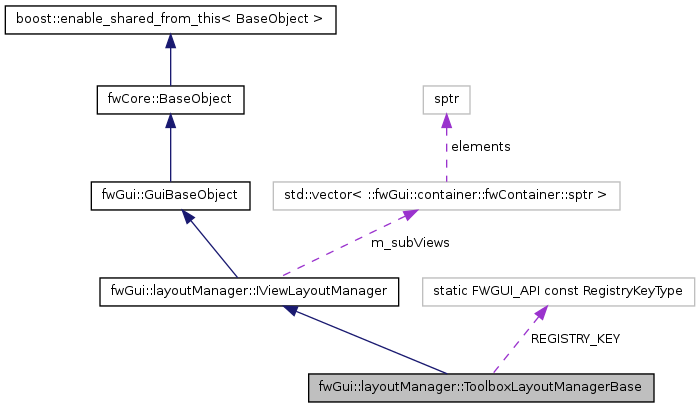 boost::enable_shared_from_this< BaseObject >
fwCore::BaseObject
sptr
elements
fwGui::GuiBaseObject
std::vector< ::fwGui::container::fwContainer::sptr >
m_subViews
fwGui::layoutManager::IViewLayoutManager
static FWGUI_API const RegistryKeyType
REGISTRY_KEY
fwGui::layoutManager::ToolboxLayoutManagerBase